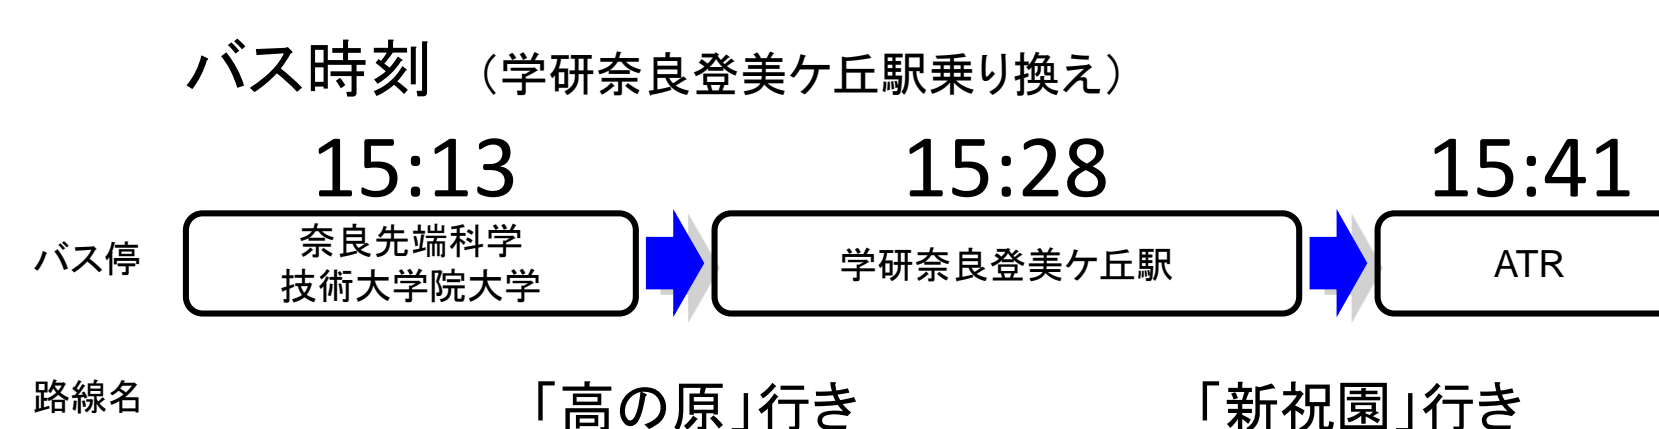 バス時刻 （学研奈良登美ケ丘駅乗り換え）
15:13 15:28 15:41
バス停 奈良先端科学
技術大学院大学 学研奈良登美ケ丘駅 ATR
路線名 「高の原」行き 「新祝園」行き